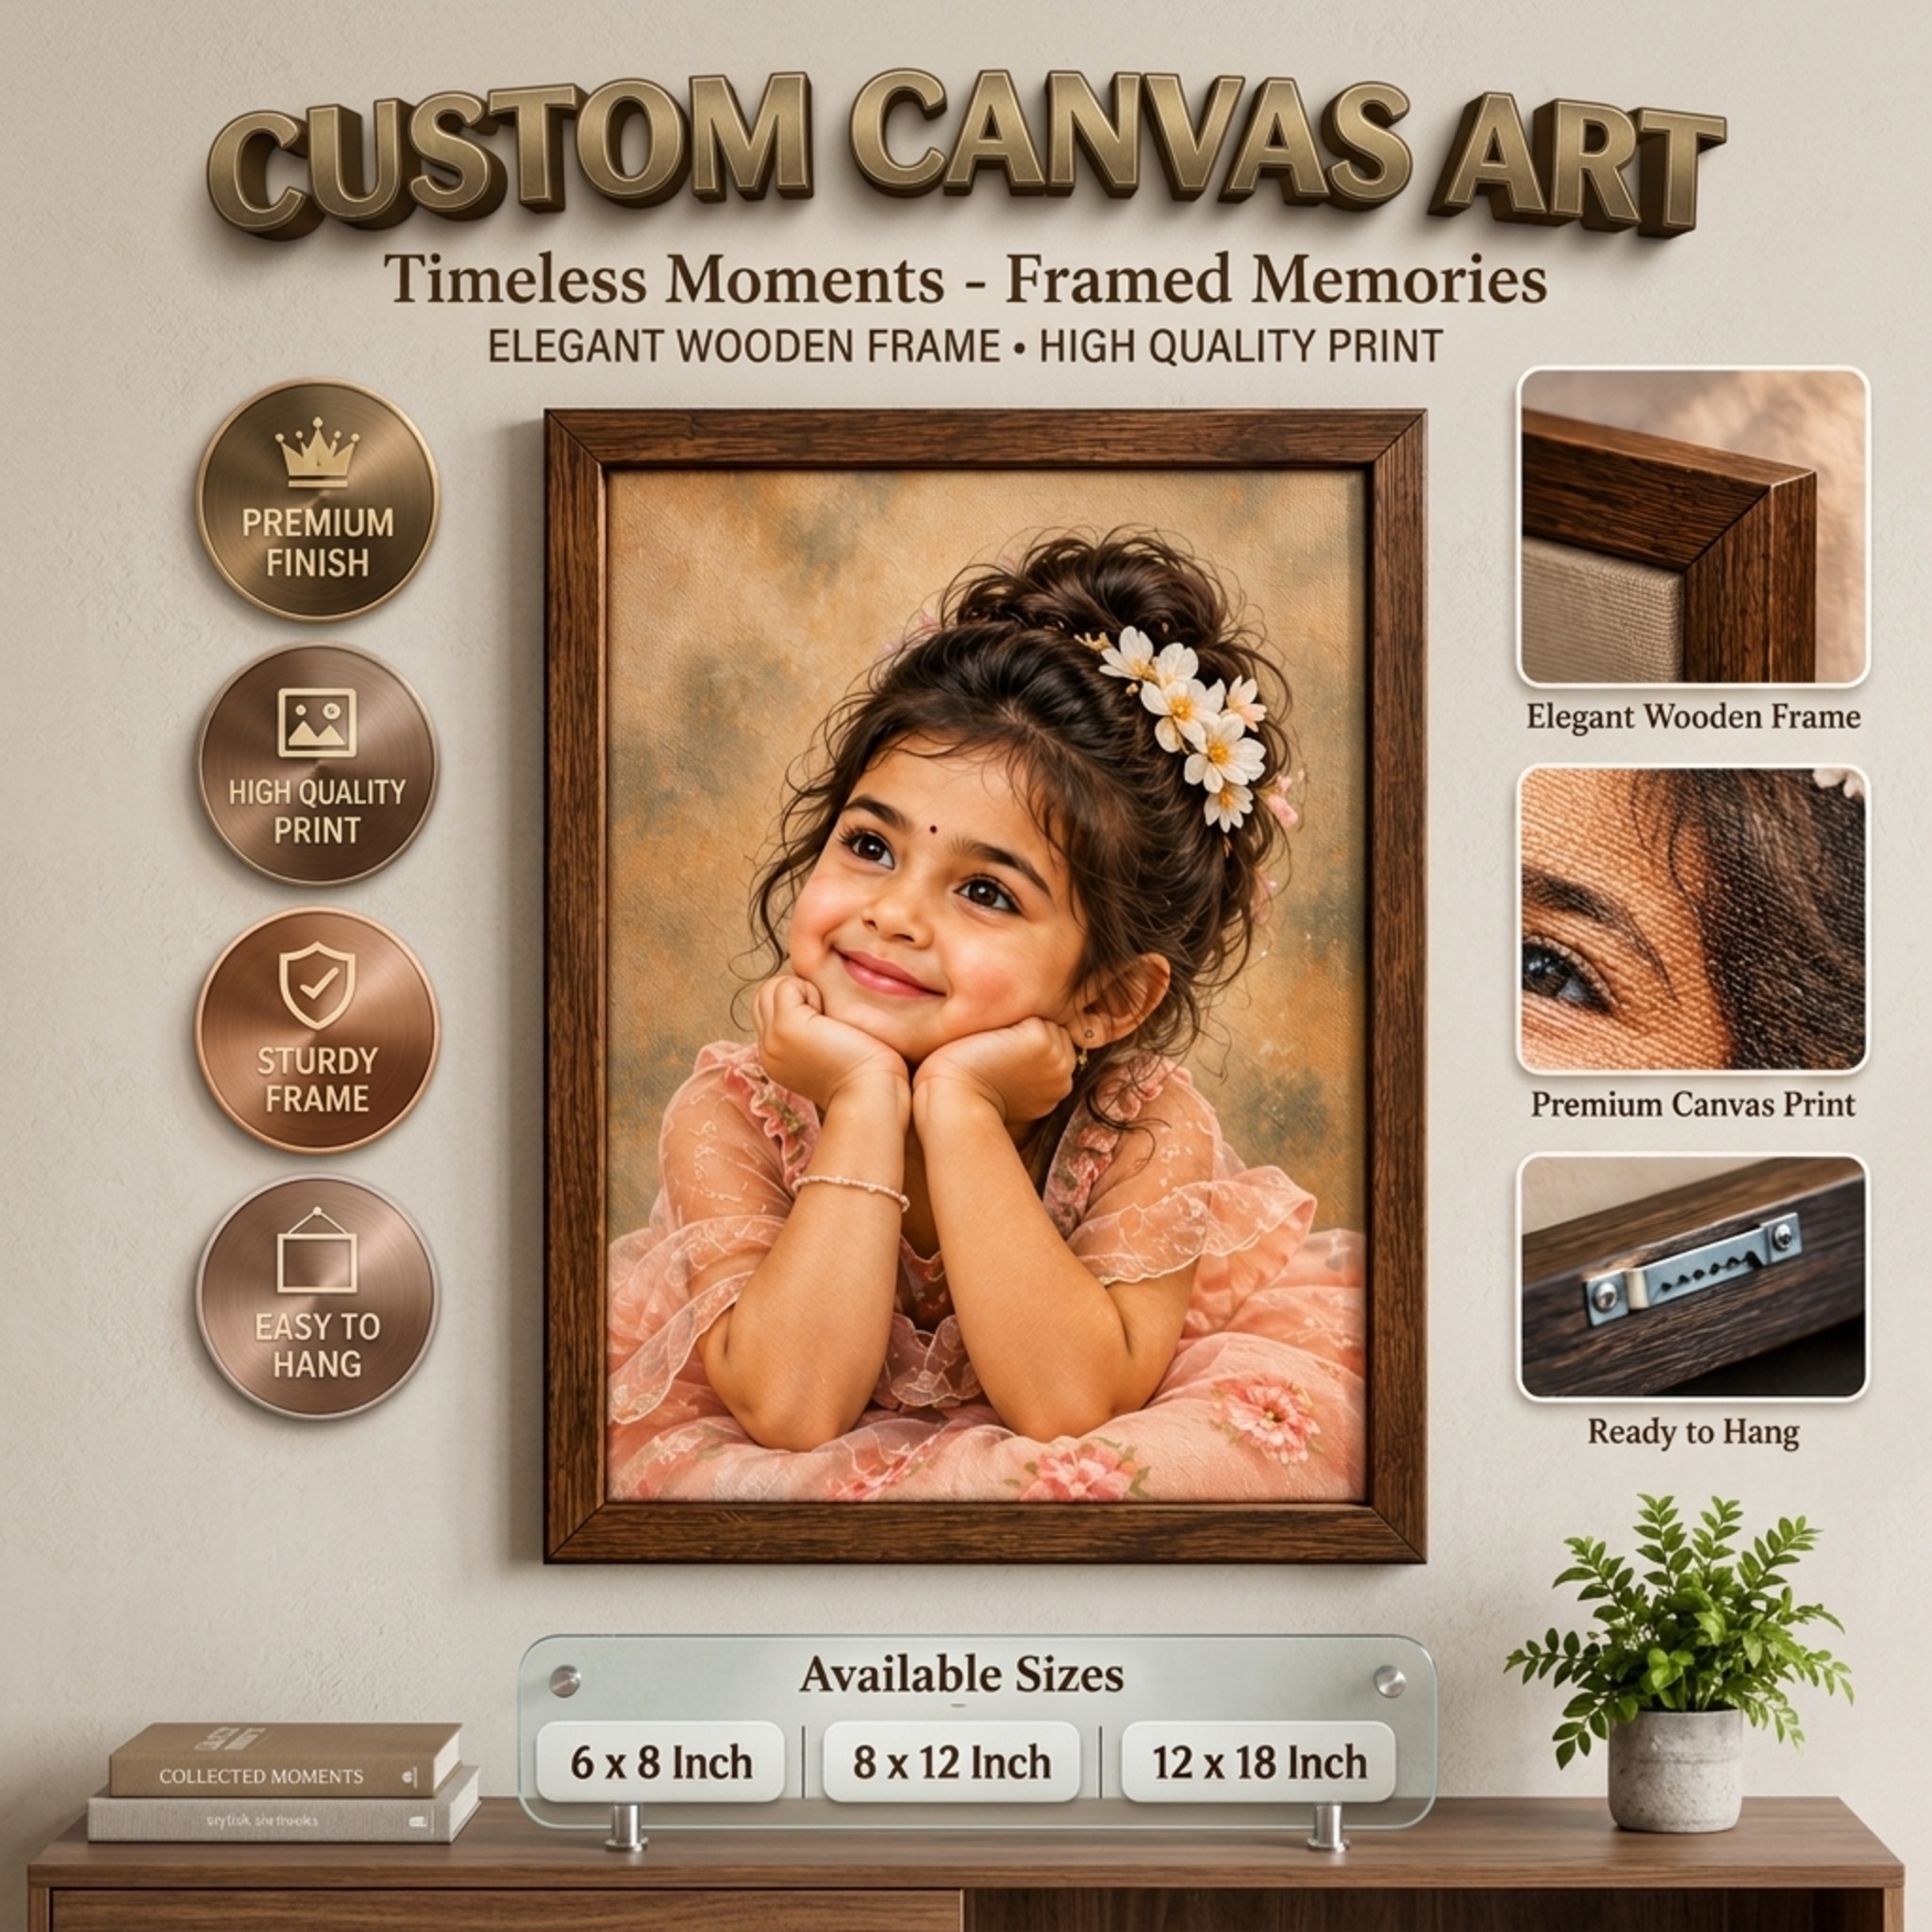 CUSTOM CANVAS ART
Timeless Moments - Framed Memories
ELEGANT WOODEN FRAME • HIGH QUALITY PRINT
PREMIUM
FINISH
HIGH QUALITY
PRINT
STURDY
FRAME
EASY TO
HANG
Elegant Wooden Frame
Premium Canvas Print
Ready to Hang
Available Sizes
6 x 8 Inch
8 x 12 Inch
12 x 18 Inch
COLLECTED MOMENTS